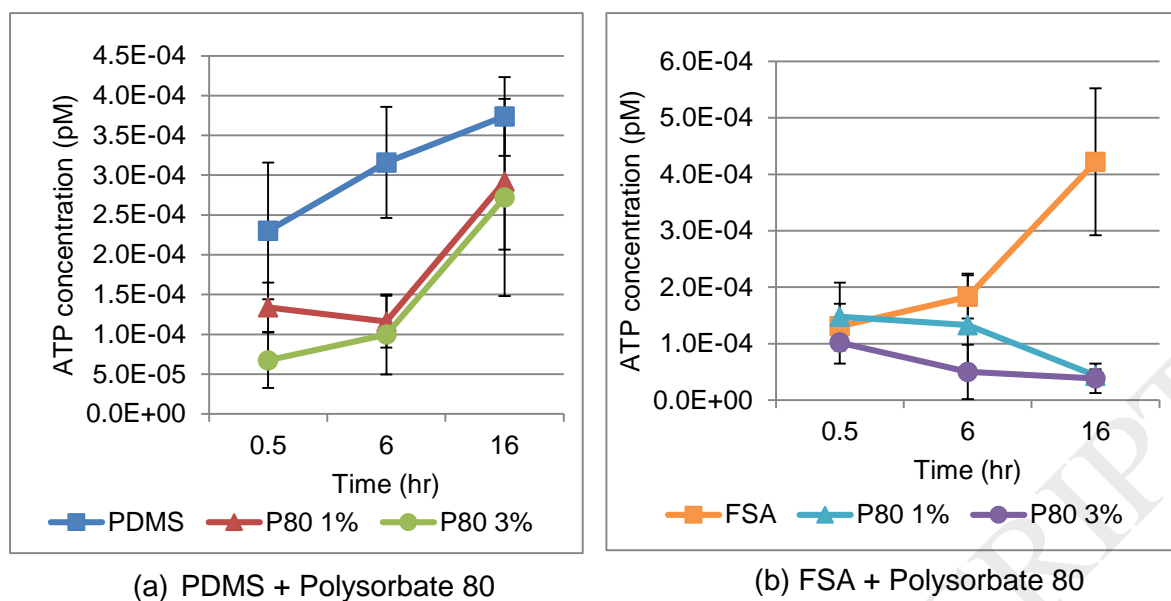 4.5E-04
4.0E-04
3.5E-04
3.0E-04
2.5E-04
2.0E-04
1.5E-04
1.0E-04
5.0E-05
0.0E+00
ATP concentration (pM)
0.5 6 16
Time (hr)
PDMS P80 1% P80 3%
(a) PDMS + Polysorbate 80
6.0E-04
5.0E-04
4.0E-04
3.0E-04
2.0E-04
1.0E-04
0.0E+00
ATP concentration (pM)
0.5 6 16
Time (hr)
FSA P80 1% P80 3%
(b) FSA + Polysorbate 80
RIPT